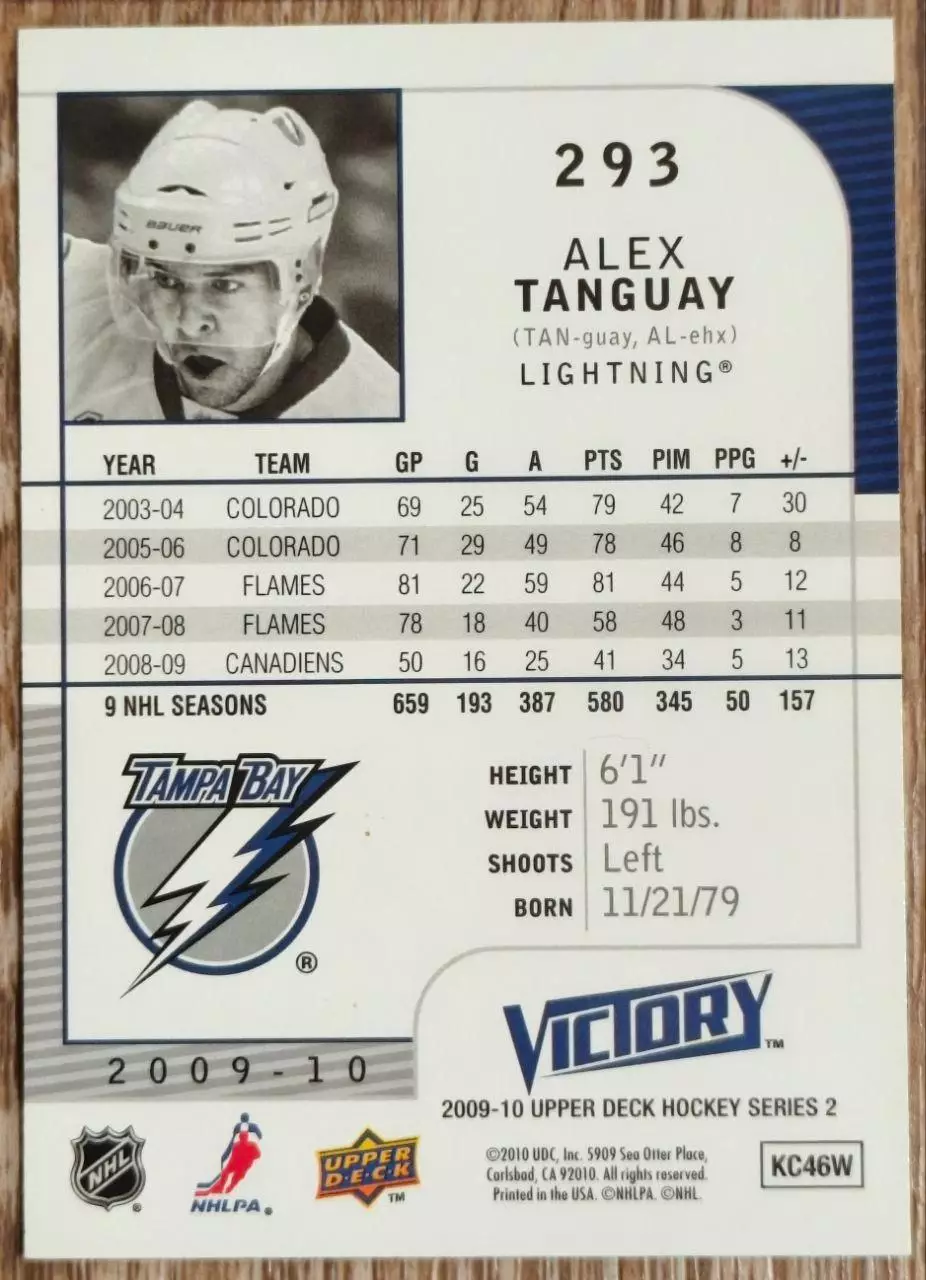 BAUER
293
ALEX
TANGUAY
(TAN-guay, AL-ehx)
LIGHTNING®
YEAR TEAM GP G A PTS PIM PPG +/-
2003-04 COLORADO 69 25 54 79 42 7 30
2005-06 COLORADO 71 29 49 78 46 8 8
2006-07 FLAMES 81 22 59 81 44 5 12
2007-08 FLAMES 78 18 40 58 48 3 11
2008-09 CANADIENS 50 16 25 41 34 5 13
9 NHL SEASONS 659 193 387 580 345 50 157
TAMPA BAY
®
HEIGHT 6'1"
WEIGHT 191 lbs.
SHOOTS Left
BORN 11/21/79
VICTORY™
2009-10
2009-10 UPPER DECK HOCKEY SERIES 2
NHL®
NHLPA®
UPPER
D·E·C·K™
©2010 UDC, Inc. 5909 Sea Otter Place,
Carlsbad, CA 92010. All rights reserved.
Printed in the USA. ©NHLPA. ©NHL.
KC46W